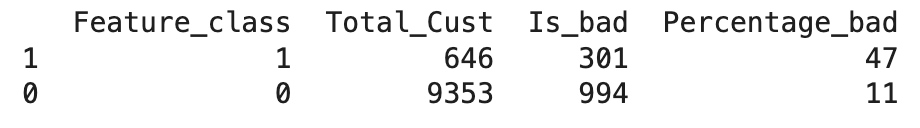 Feature_class Total_Cust Is_bad Percentage_bad
1 1 646 301 47
0 0 9353 994 11